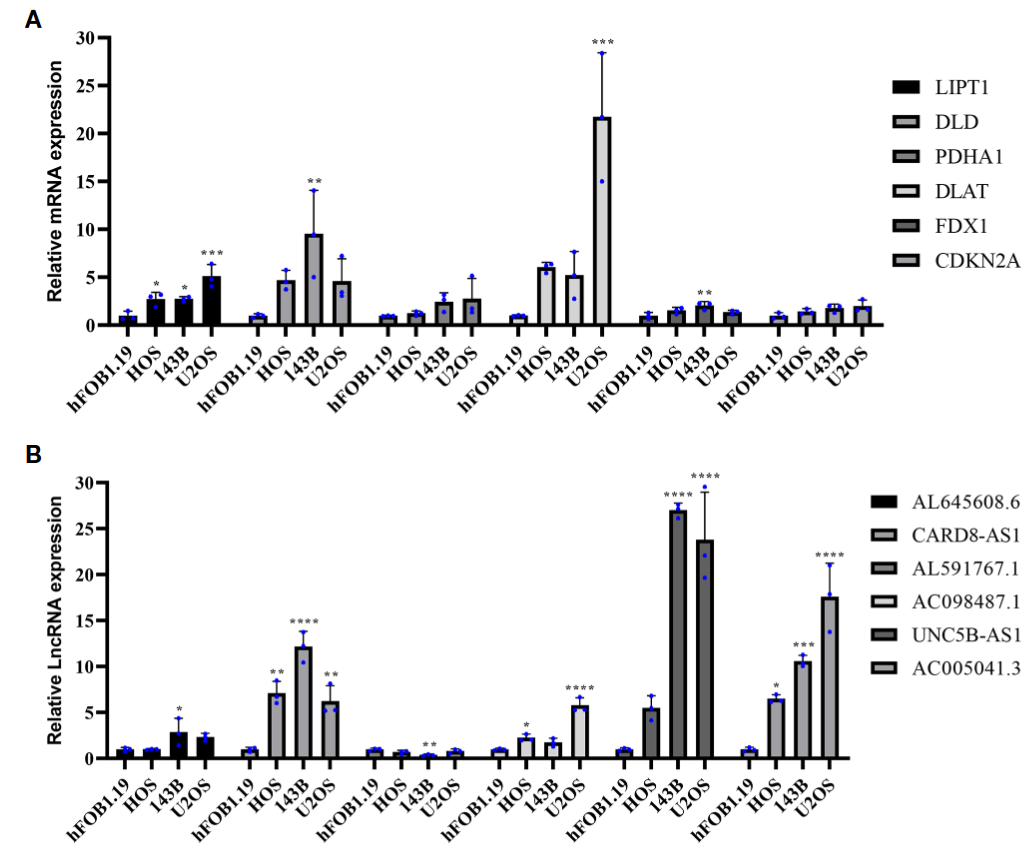 A
Relative mRNA expression
30
25
20
15
10
5
0
*
*
***
**
***
**
hFOB1.19 HOS 143B U2OS hFOB1.19 HOS 143B U2OS hFOB1.19 HOS 143B U2OS hFOB1.19 HOS 143B U2OS hFOB1.19 HOS 143B U2OS hFOB1.19 HOS 143B U2OS
LIPT1
DLD
PDHA1
DLAT
FDX1
CDKN2A
B
Relative LncRNA expression
30
25
20
15
10
5
0
*
**
****
**
**
*
****
****
****
*
***
****
hFOB1.19 HOS 143B U2OS hFOB1.19 HOS 143B U2OS hFOB1.19 HOS 143B U2OS hFOB1.19 HOS 143B U2OS hFOB1.19 HOS 143B U2OS hFOB1.19 HOS 143B U2OS
AL645608.6
CARD8-AS1
AL591767.1
AC098487.1
UNC5B-AS1
AC005041.3